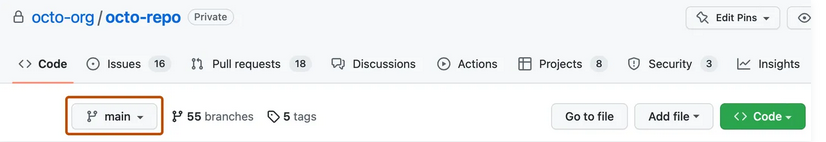 octo-org / octo-repo Private Edit Pins
Code Issues 16 Pull requests 18 Discussions Actions Projects 8 Security 3 Insights
main 55 branches 5 tags Go to file Add file Code